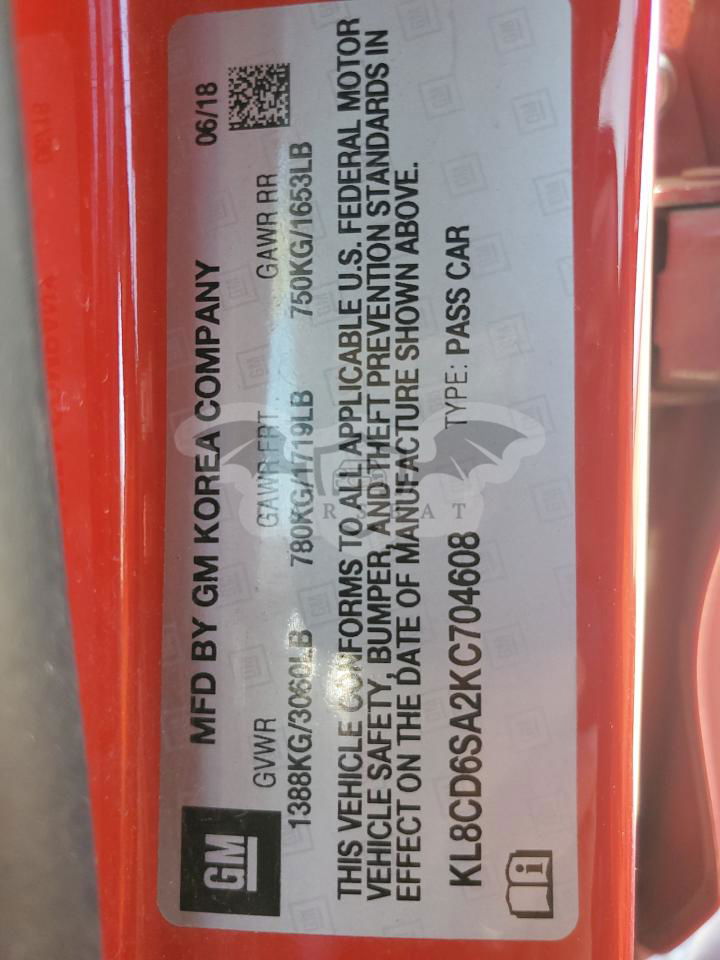 GM
MFD BY GM KOREA COMPANY 06/18
GVWR GAWR FRT GAWR RR
1388KG/3060LB 780KG/1719LB 750KG/1653LB
THIS VEHICLE CONFORMS TO ALL APPLICABLE U.S. FEDERAL MOTOR
VEHICLE SAFETY, BUMPER, AND THEFT PREVENTION STANDARDS IN
EFFECT ON THE DATE OF MANUFACTURE SHOWN ABOVE.
KL8CD6SA2KC704608 TYPE: PASS CAR